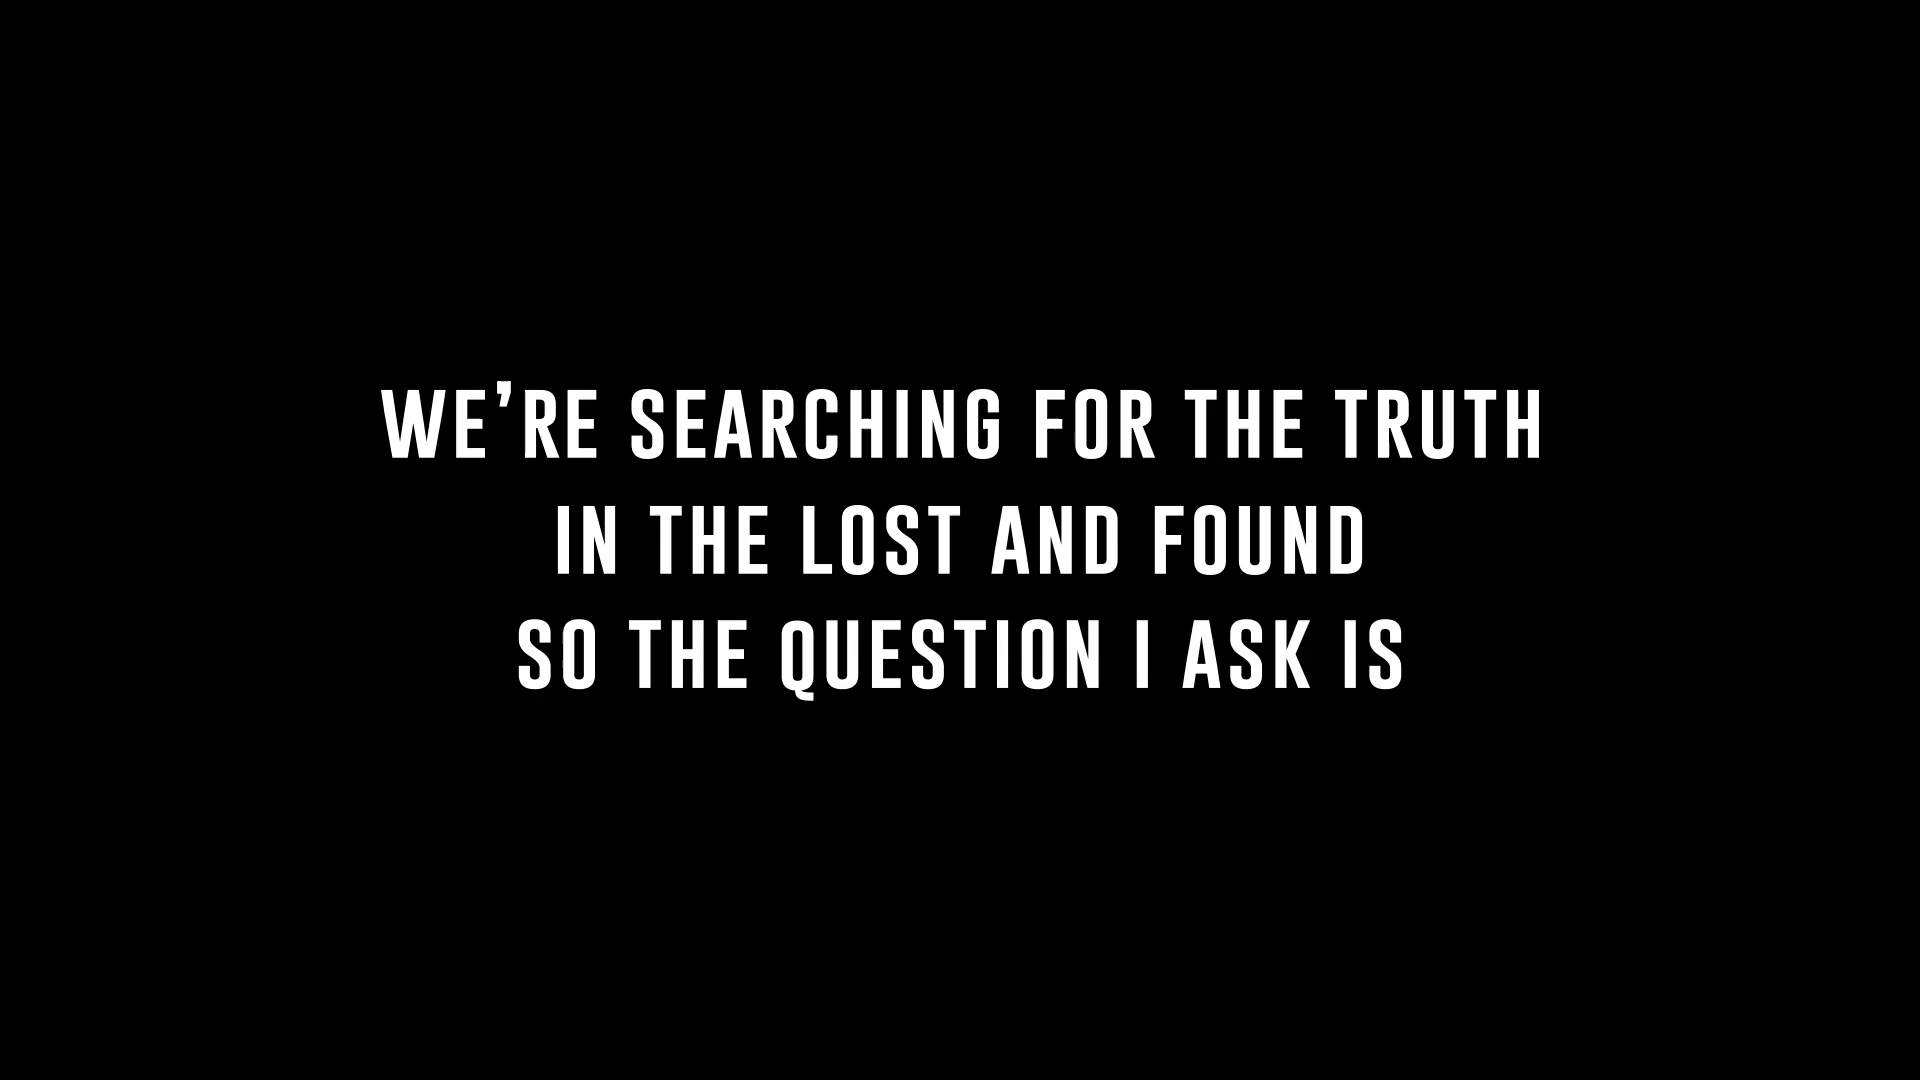 WE’RE SEARCHING FOR THE TRUTH
IN THE LOST AND FOUND
SO THE QUESTION I ASK IS